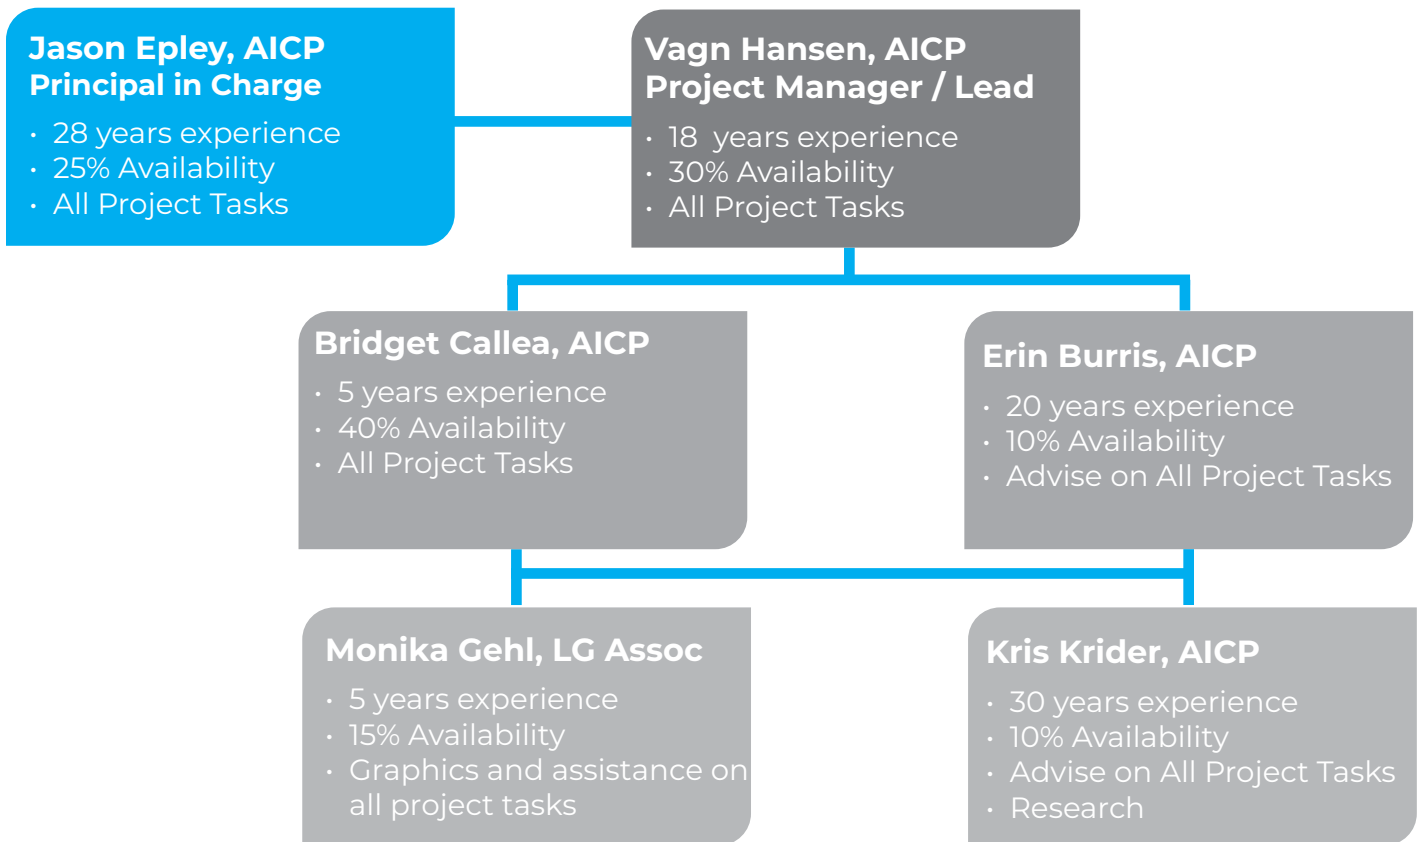 Jason Epley, AICP
Principal in Charge
• 28 years experience
• 25% Availability
• All Project Tasks
Vagn Hansen, AICP
Project Manager / Lead
• 18 years experience
• 30% Availability
• All Project Tasks
Bridget Callea, AICP
• 5 years experience
• 40% Availability
• All Project Tasks
Erin Burris, AICP
• 20 years experience
• 10% Availability
• Advise on All Project Tasks
Monika Gehl, LG Assoc
• 5 years experience
• 15% Availability
• Graphics and assistance on
all project tasks
Kris Krider, AICP
• 30 years experience
• 10% Availability
• Advise on All Project Tasks
• Research